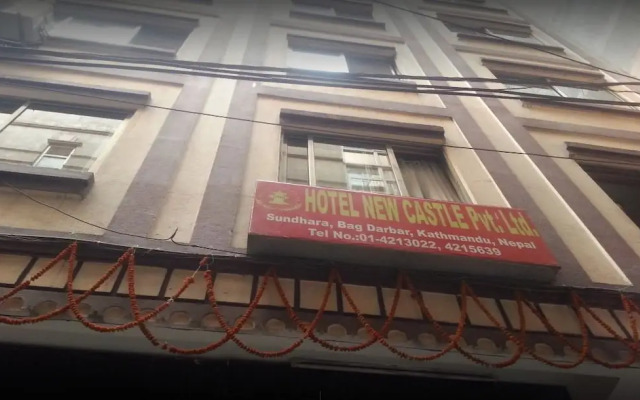 HOTEL NEW CASTLE Pvt. Ltd.
Sundhara, Bag Darbar, Kathmandu, Nepal
Tel No.:01-4213022, 4215639